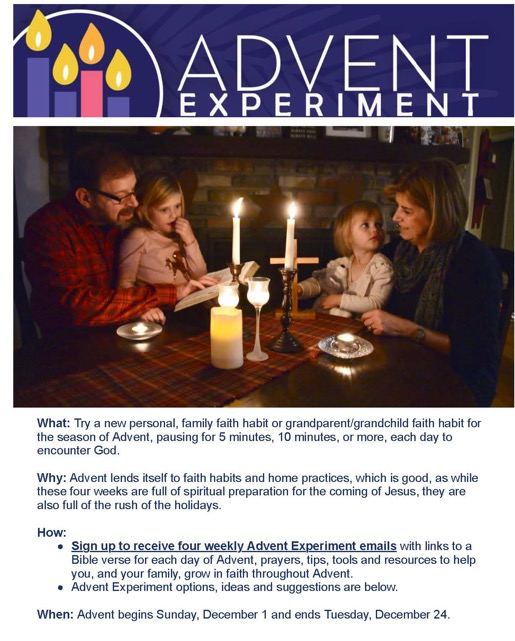 ADVENT
EXPERIMENT
What: Try a new personal, family faith habit or grandparent/grandchild faith habit for
the season of Advent, pausing for 5 minutes, 10 minutes, or more, each day to
encounter God.
Why: Advent lends itself to faith habits and home practices, which is good, as while
these four weeks are full of spiritual preparation for the coming of Jesus, they are
also full of the rush of the holidays.
How:
• Sign up to receive four weekly Advent Experiment emails with links to a
Bible verse for each day of Advent, prayers, tips, tools and resources to help
you, and your family, grow in faith throughout Advent.
• Advent Experiment options, ideas and suggestions are below.
When: Advent begins Sunday, December 1 and ends Tuesday, December 24.